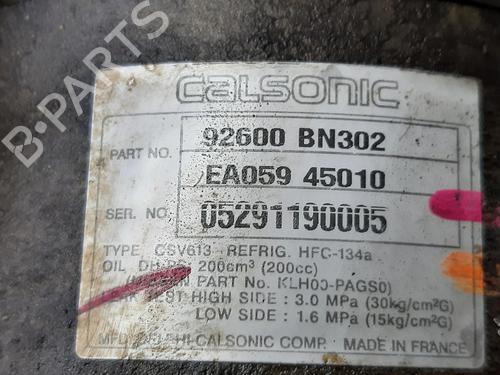 B-PARTS
CALSONIC
PART NO. 92600 BN302
EA059 45010
SER. NO. 05291190005
TYPE CSV613 REFRIG. HFC-134a
OIL 200cm³ (200cc)
PART No. KLH00-PAGS0)
TEST HIGH SIDE : 3.0 MPa (30kg/cm²G)
LOW SIDE : 1.6 MPa (15kg/cm²G)
CALSONIC COMP. MADE IN FRANCE